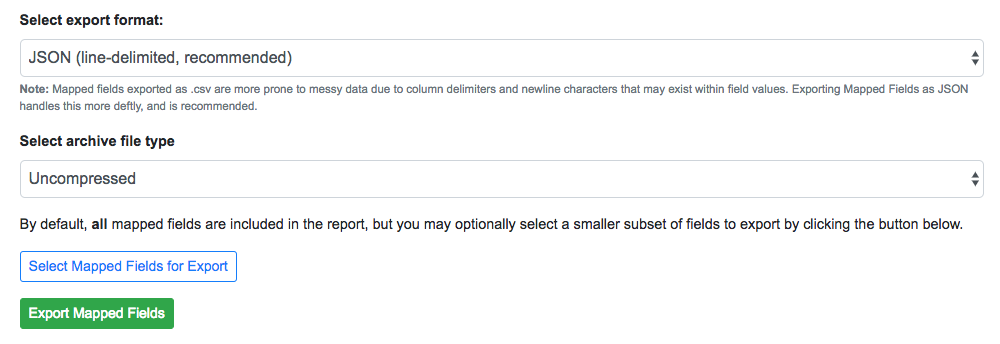 Select export format:
JSON (line-delimited, recommended)
Note: Mapped fields exported as .csv are more prone to messy data due to column delimiters and newline characters that may exist within field values. Exporting Mapped Fields as JSON
handles this more deftly, and is recommended.
Select archive file type
Uncompressed
By default, all mapped fields are included in the report, but you may optionally select a smaller subset of fields to export by clicking the button below.
Select Mapped Fields for Export
Export Mapped Fields